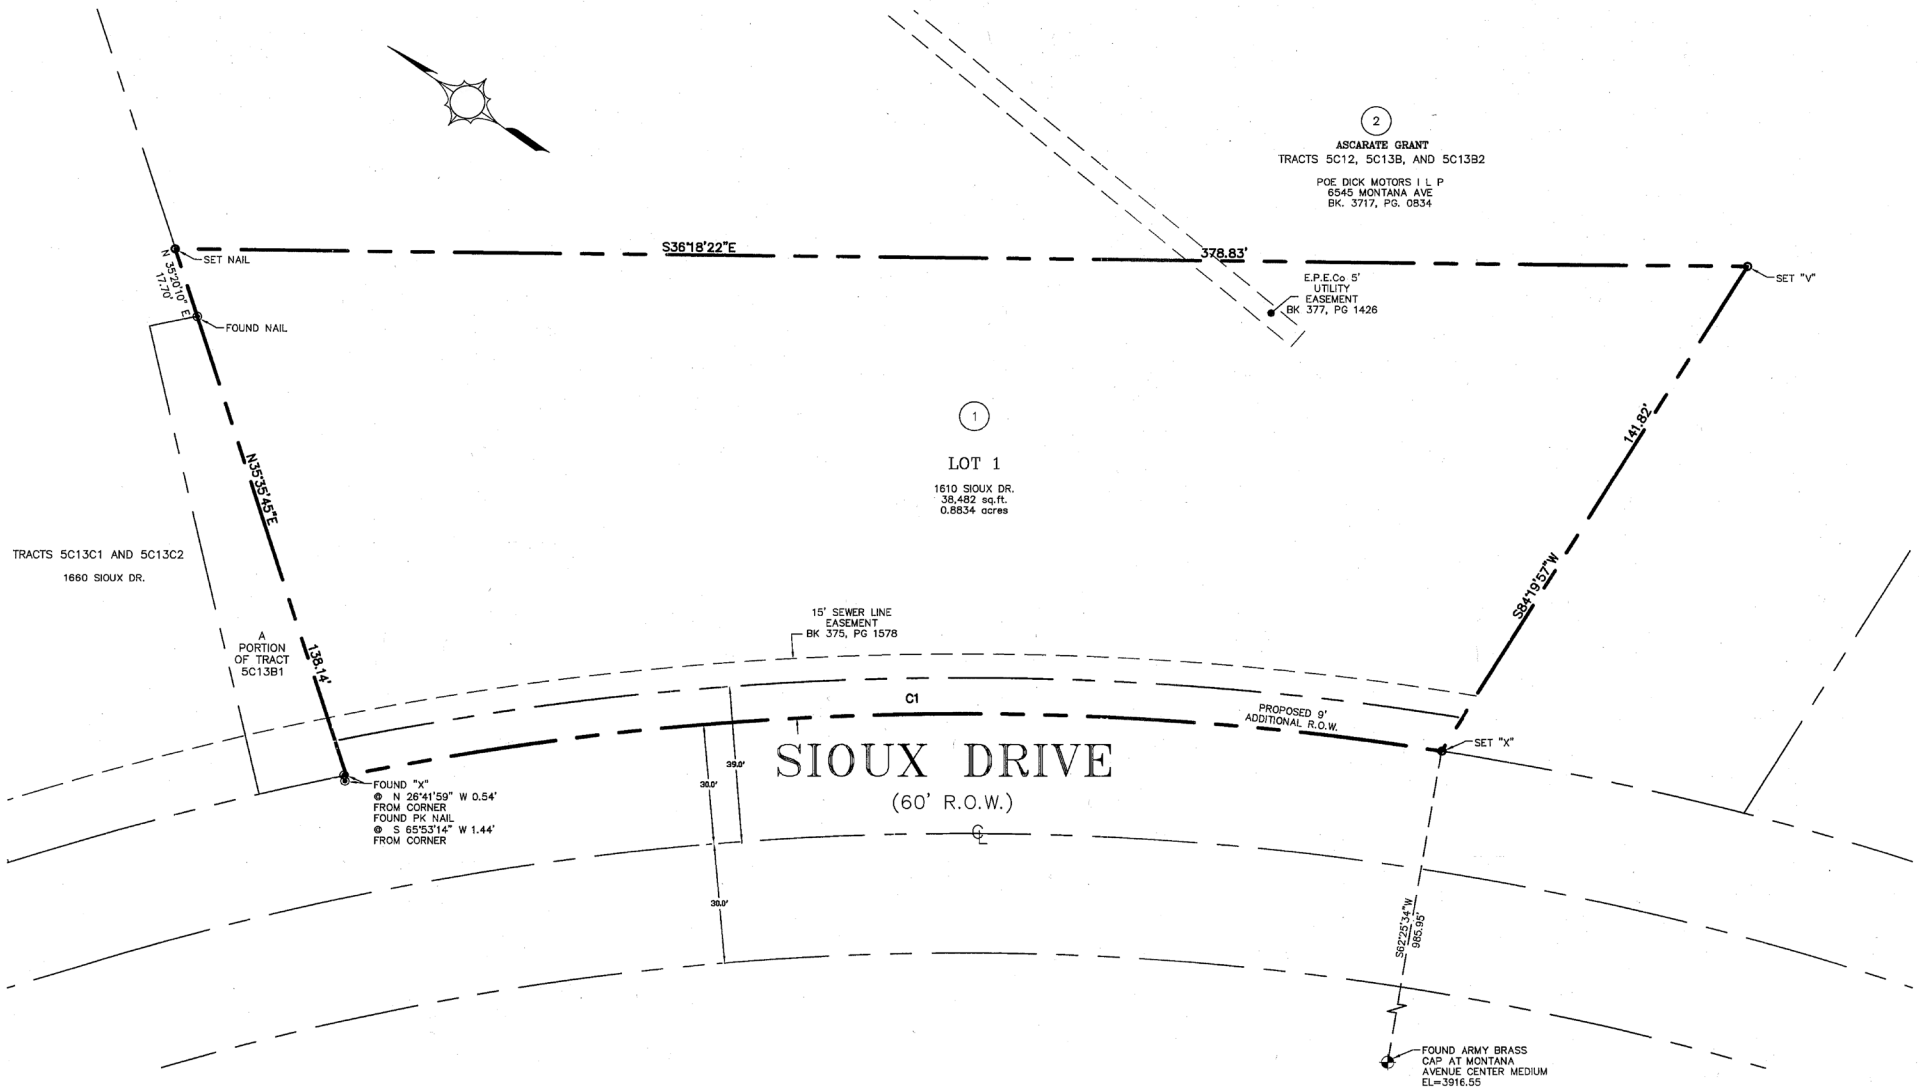 2
ASCARATE GRANT
TRACTS 5C12, 5C13B, AND 5C13B2
POE DICK MOTORS I L P
6545 MONTANA AVE
BK. 3717, PG. 0834
S36°18'22"E
378.83'
SET NAIL
SET "V"
N 35°20'10" E
17.70'
FOUND NAIL
E.P.E.Co 5'
UTILITY
EASEMENT
BK 377, PG 1426
1
LOT 1
1610 SIOUX DR.
38,482 sq.ft.
0.8834 acres
141.82'
N35°35'45"E
S84°19'57"W
TRACTS 5C13C1 AND 5C13C2
1660 SIOUX DR.
A
PORTION
OF TRACT
5C13B1
138.14'
15' SEWER LINE
EASEMENT
BK 375, PG 1578
C1
PROPOSED 9'
ADDITIONAL R.O.W.
SET "X"
SIOUX DRIVE
(60' R.O.W.)
39.0'
30.0'
FOUND "X"
@ N 26°41'59" W 0.54'
FROM CORNER
FOUND PK NAIL
@ S 65°53'14" W 1.44'
FROM CORNER
CL
30.0'
S62°25'34"W
985.95'
FOUND ARMY BRASS
CAP AT MONTANA
AVENUE CENTER MEDIUM
EL=3916.55